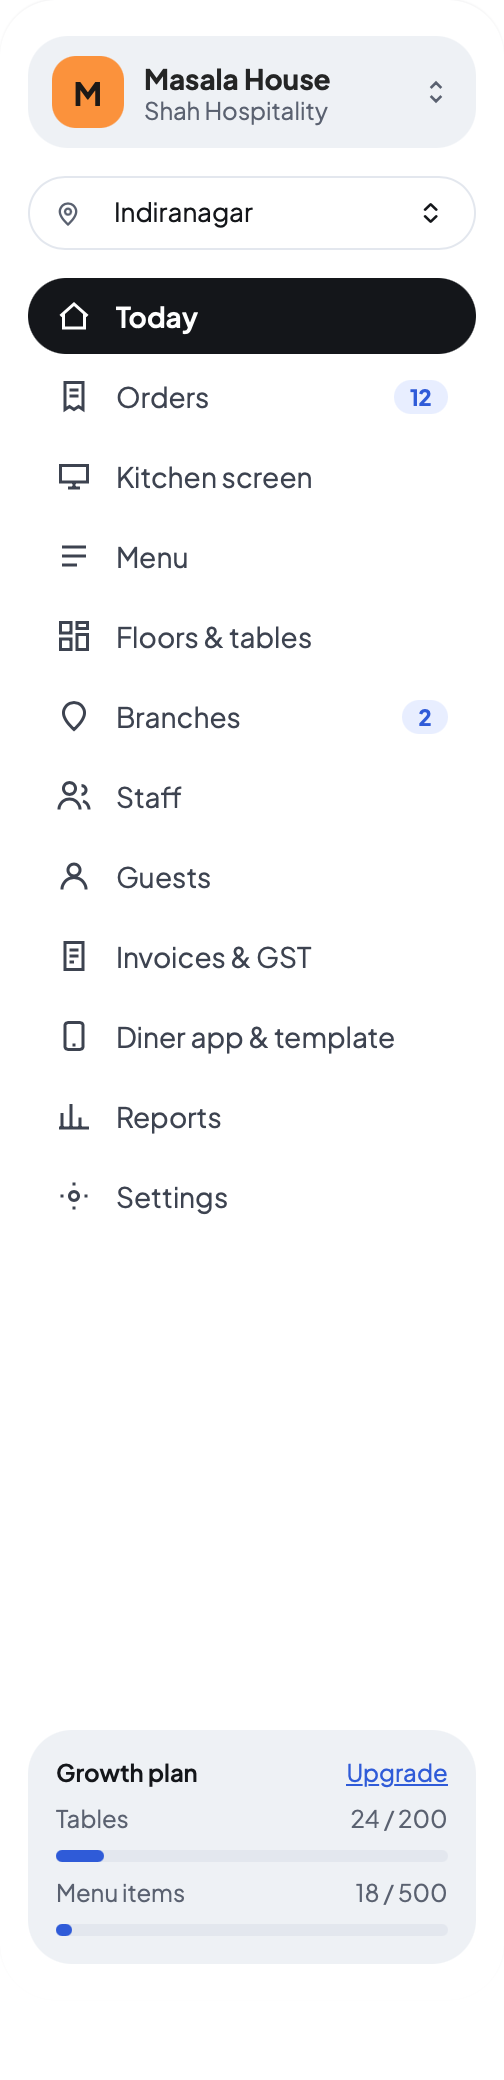 M
Masala House
Shah Hospitality
Indiranagar
Today
Orders 12
Kitchen screen
Menu
Floors & tables
Branches 2
Staff
Guests
Invoices & GST
Diner app & template
Reports
Settings
Growth plan Upgrade
Tables 24 / 200
Menu items 18 / 500